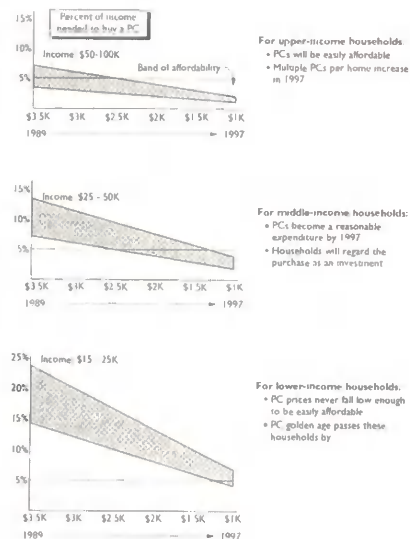 15%
Percent of income
needed to buy a PC
10%
Income $50-100K
Band of affordability
5%
$3.5K $3K $2.5K $2K $1.5K $1K
1989 1997
For upper-income households
• PCs will be easily affordable
• Multiple PCs per home increase
in 1997
15%
Income $25 - 50K
10%
5%
$3.5K $3K $2.5K $2K $1.5K $1K
1989 1997
For middle-income households:
• PCs become a reasonable
expenditure by 1997
• Households will regard the
purchase as an investment
25%
Income $15 - 25K
20%
15%
10%
5%
$3.5K $3K $2.5K $2K $1.5K $1K
1989 1997
For lower-income households.
• PC prices never fall low enough
to be easily affordable
• PC golden age passes these
households by